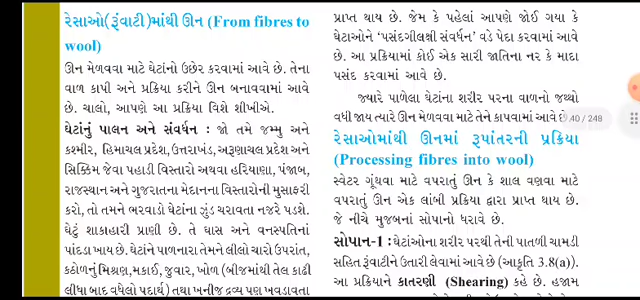 રેસાઓ(રૂંવાટી)માંથી ઊન (From fibres to
wool)
ઊન મેળવવા માટે ઘેટાંનો ઉછેર કરવામાં આવે છે. તેના
વાળ કાપી અને પ્રક્રિયા કરીને ઊન બનાવવામાં આવે
છે. ચાલો, આપણે આ પ્રક્રિયા વિશે શીખીએ.
ઘેટાંનું પાલન અને સંવર્ધન : જો તમે જમ્મુ અને
કશ્મીર, હિમાચલ પ્રદેશ, ઉત્તરાખંડ, અરૂણાચલ પ્રદેશ અને
સિક્કિમ જેવા પહાડી વિસ્તારો અથવા હરિયાણા, પંજાબ,
રાજસ્થાન અને ગુજરાતના મેદાનના વિસ્તારોની મુસાફરી
કરો, તો તમને ભરવાડો ઘેટાંના ઝુંડ ચરાવતા નજરે પડશે.
ઘેટું શાકાહારી પ્રાણી છે. તે ઘાસ અને વનસ્પતિનાં
પાંદડા ખાય છે. ઘેટાંને પાળનારા તેમને લીલો ચારો ઉપરાંત,
કઠોળનું મિશ્રણ, મકાઈ, જુવાર, ખોળ (બીજમાંથી તેલ કાઢી
લીધા બાદ વધેલો પદાર્થ) તથા ખનીજ દ્રવ્ય પણ ખવડાવતા
પ્રાપ્ત થાય છે. જેમ કે પહેલાં આપણે જોઈ ગયા કે
ઘેટાઓને 'પસંદગીલક્ષી સંવર્ધન' વડે પેદા કરવામાં આવે છે.
આ પ્રક્રિયામાં કોઈ એક સારી જાતિના નર કે માદા
પસંદ કરવામાં આવે છે.
જ્યારે પાળેલા ઘેટાંના શરીર પરના વાળનો જથ્થો
વધી જાય ત્યારે ઊન મેળવવા માટે તેને કાપવામાં આવે છે.
40 / 248
રેસાઓમાંથી ઊનમાં રૂપાંતરની પ્રક્રિયા
(Processing fibres into wool)
સ્વેટર ગૂંથવા માટે વપરાતું ઊન કે શાલ વણવા માટે
વપરાતું ઊન એક લાંબી પ્રક્રિયા દ્વારા પ્રાપ્ત થાય છે.
જે નીચે મુજબનાં સોપાનો ધરાવે છે.
સોપાન-1 : ઘેટાંઓના શરીર પરથી તેની પાતળી ચામડી
સહિત રૂંવાટીને ઉતારી લેવામાં આવે છે (આકૃતિ 3.8(a)).
આ પ્રક્રિયાને કાતરણી (Shearing) કહે છે. હજામ